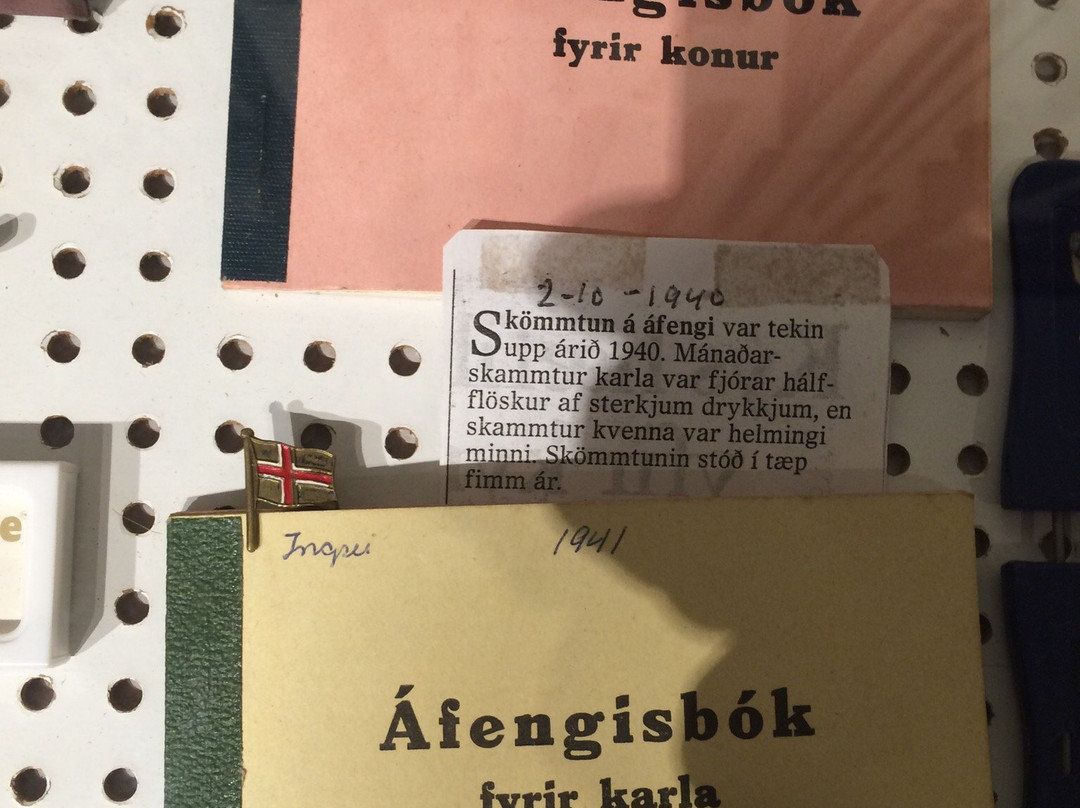 fyrir konur
2-10-1940
Skömmtun á áfengi var tekin
upp árið 1940. Mánaðar-
skammtur karla var fjórar hálf-
flöskur af sterkjum drykkjum, en
skammtur kvenna var helmingi
minni. Skömmtunin stóð í tæp
fimm ár.
1941
Áfengisbók
fyrir karla